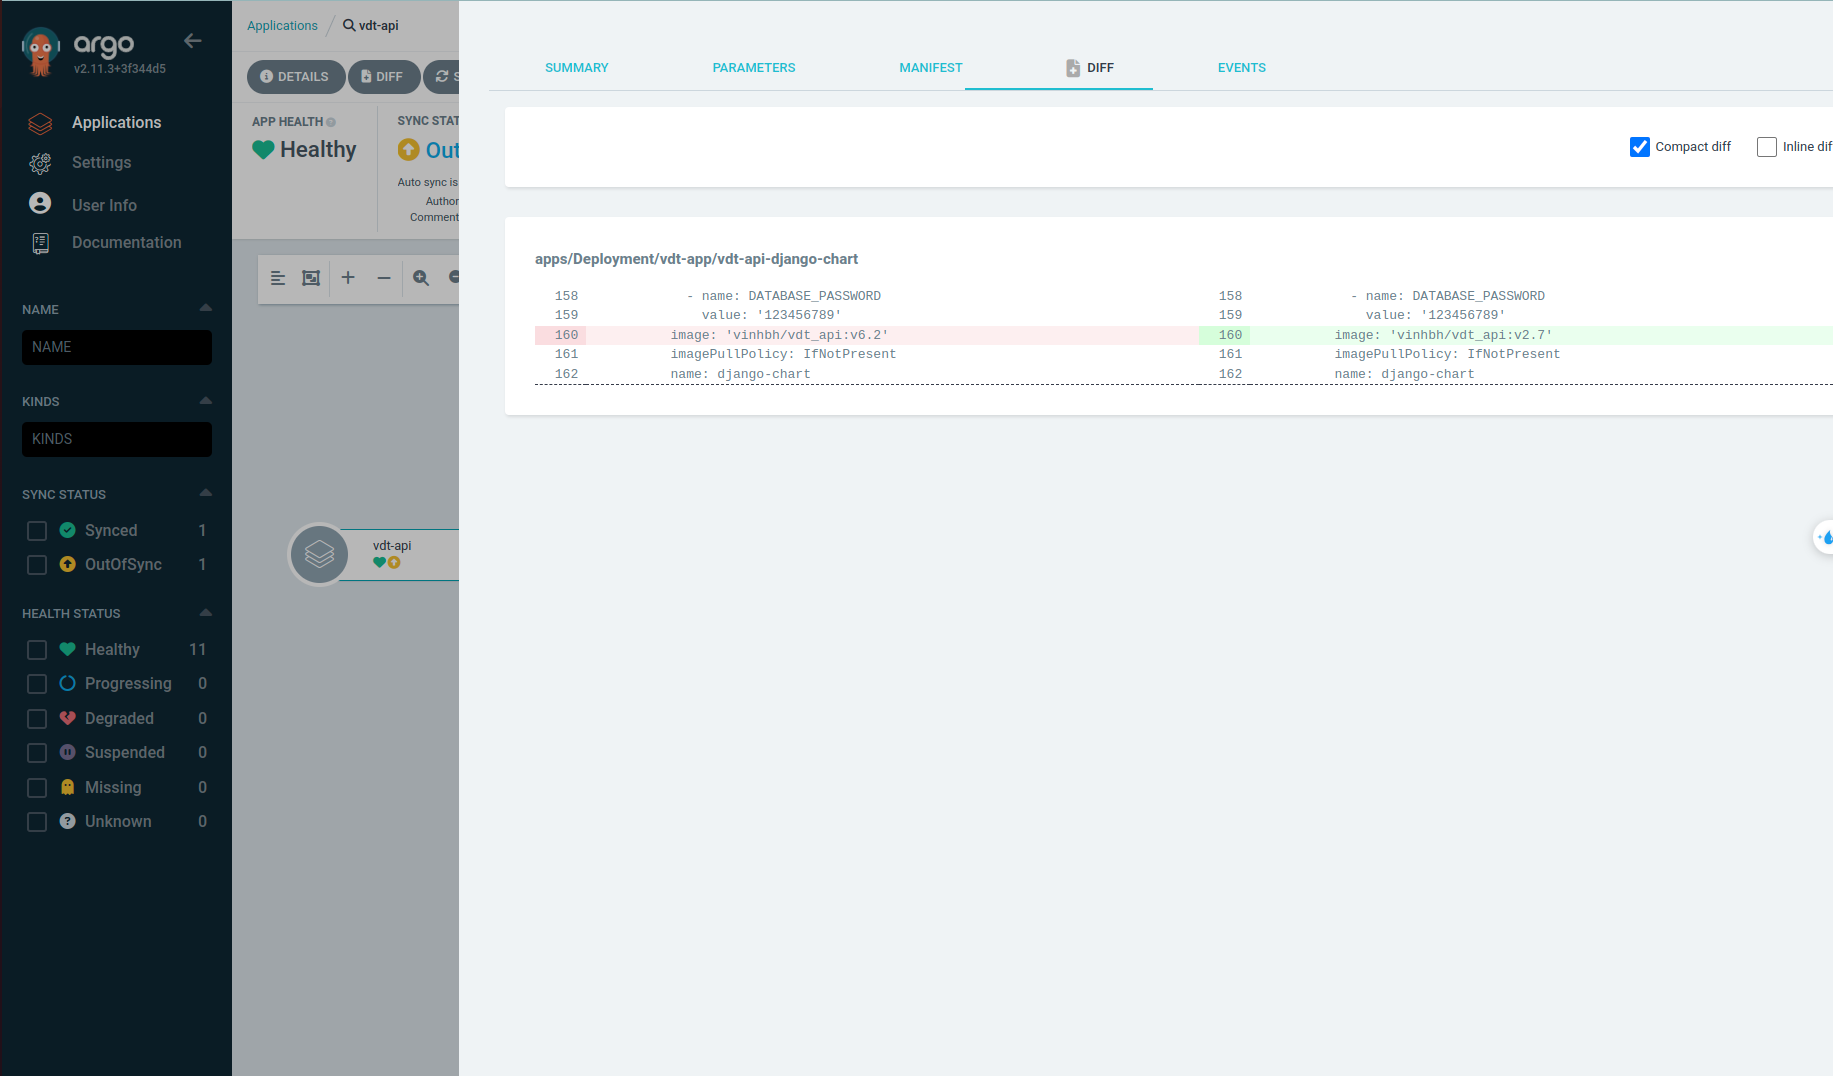 argo
v2.11.3+3f344d5
Applications
Settings
User Info
Documentation
NAME
NAME
KINDS
KINDS
SYNC STATUS
Synced 1
OutOfSync 1
HEALTH STATUS
Healthy 11
Progressing 0
Degraded 0
Suspended 0
Missing 0
Unknown 0
Applications / vdt-api
DETAILS DIFF S
APP HEALTH
Healthy
SYNC STAT
Out
Auto sync is
Author
Comment
vdt-api
SUMMARY PARAMETERS MANIFEST DIFF EVENTS
Compact diff Inline dif
apps/Deployment/vdt-app/vdt-api-django-chart
158 - name: DATABASE_PASSWORD 158 - name: DATABASE_PASSWORD
159 value: '123456789' 159 value: '123456789'
160 image: 'vinhbh/vdt_api:v6.2' 160 image: 'vinhbh/vdt_api:v2.7'
161 imagePullPolicy: IfNotPresent 161 imagePullPolicy: IfNotPresent
162 name: django-chart 162 name: django-chart